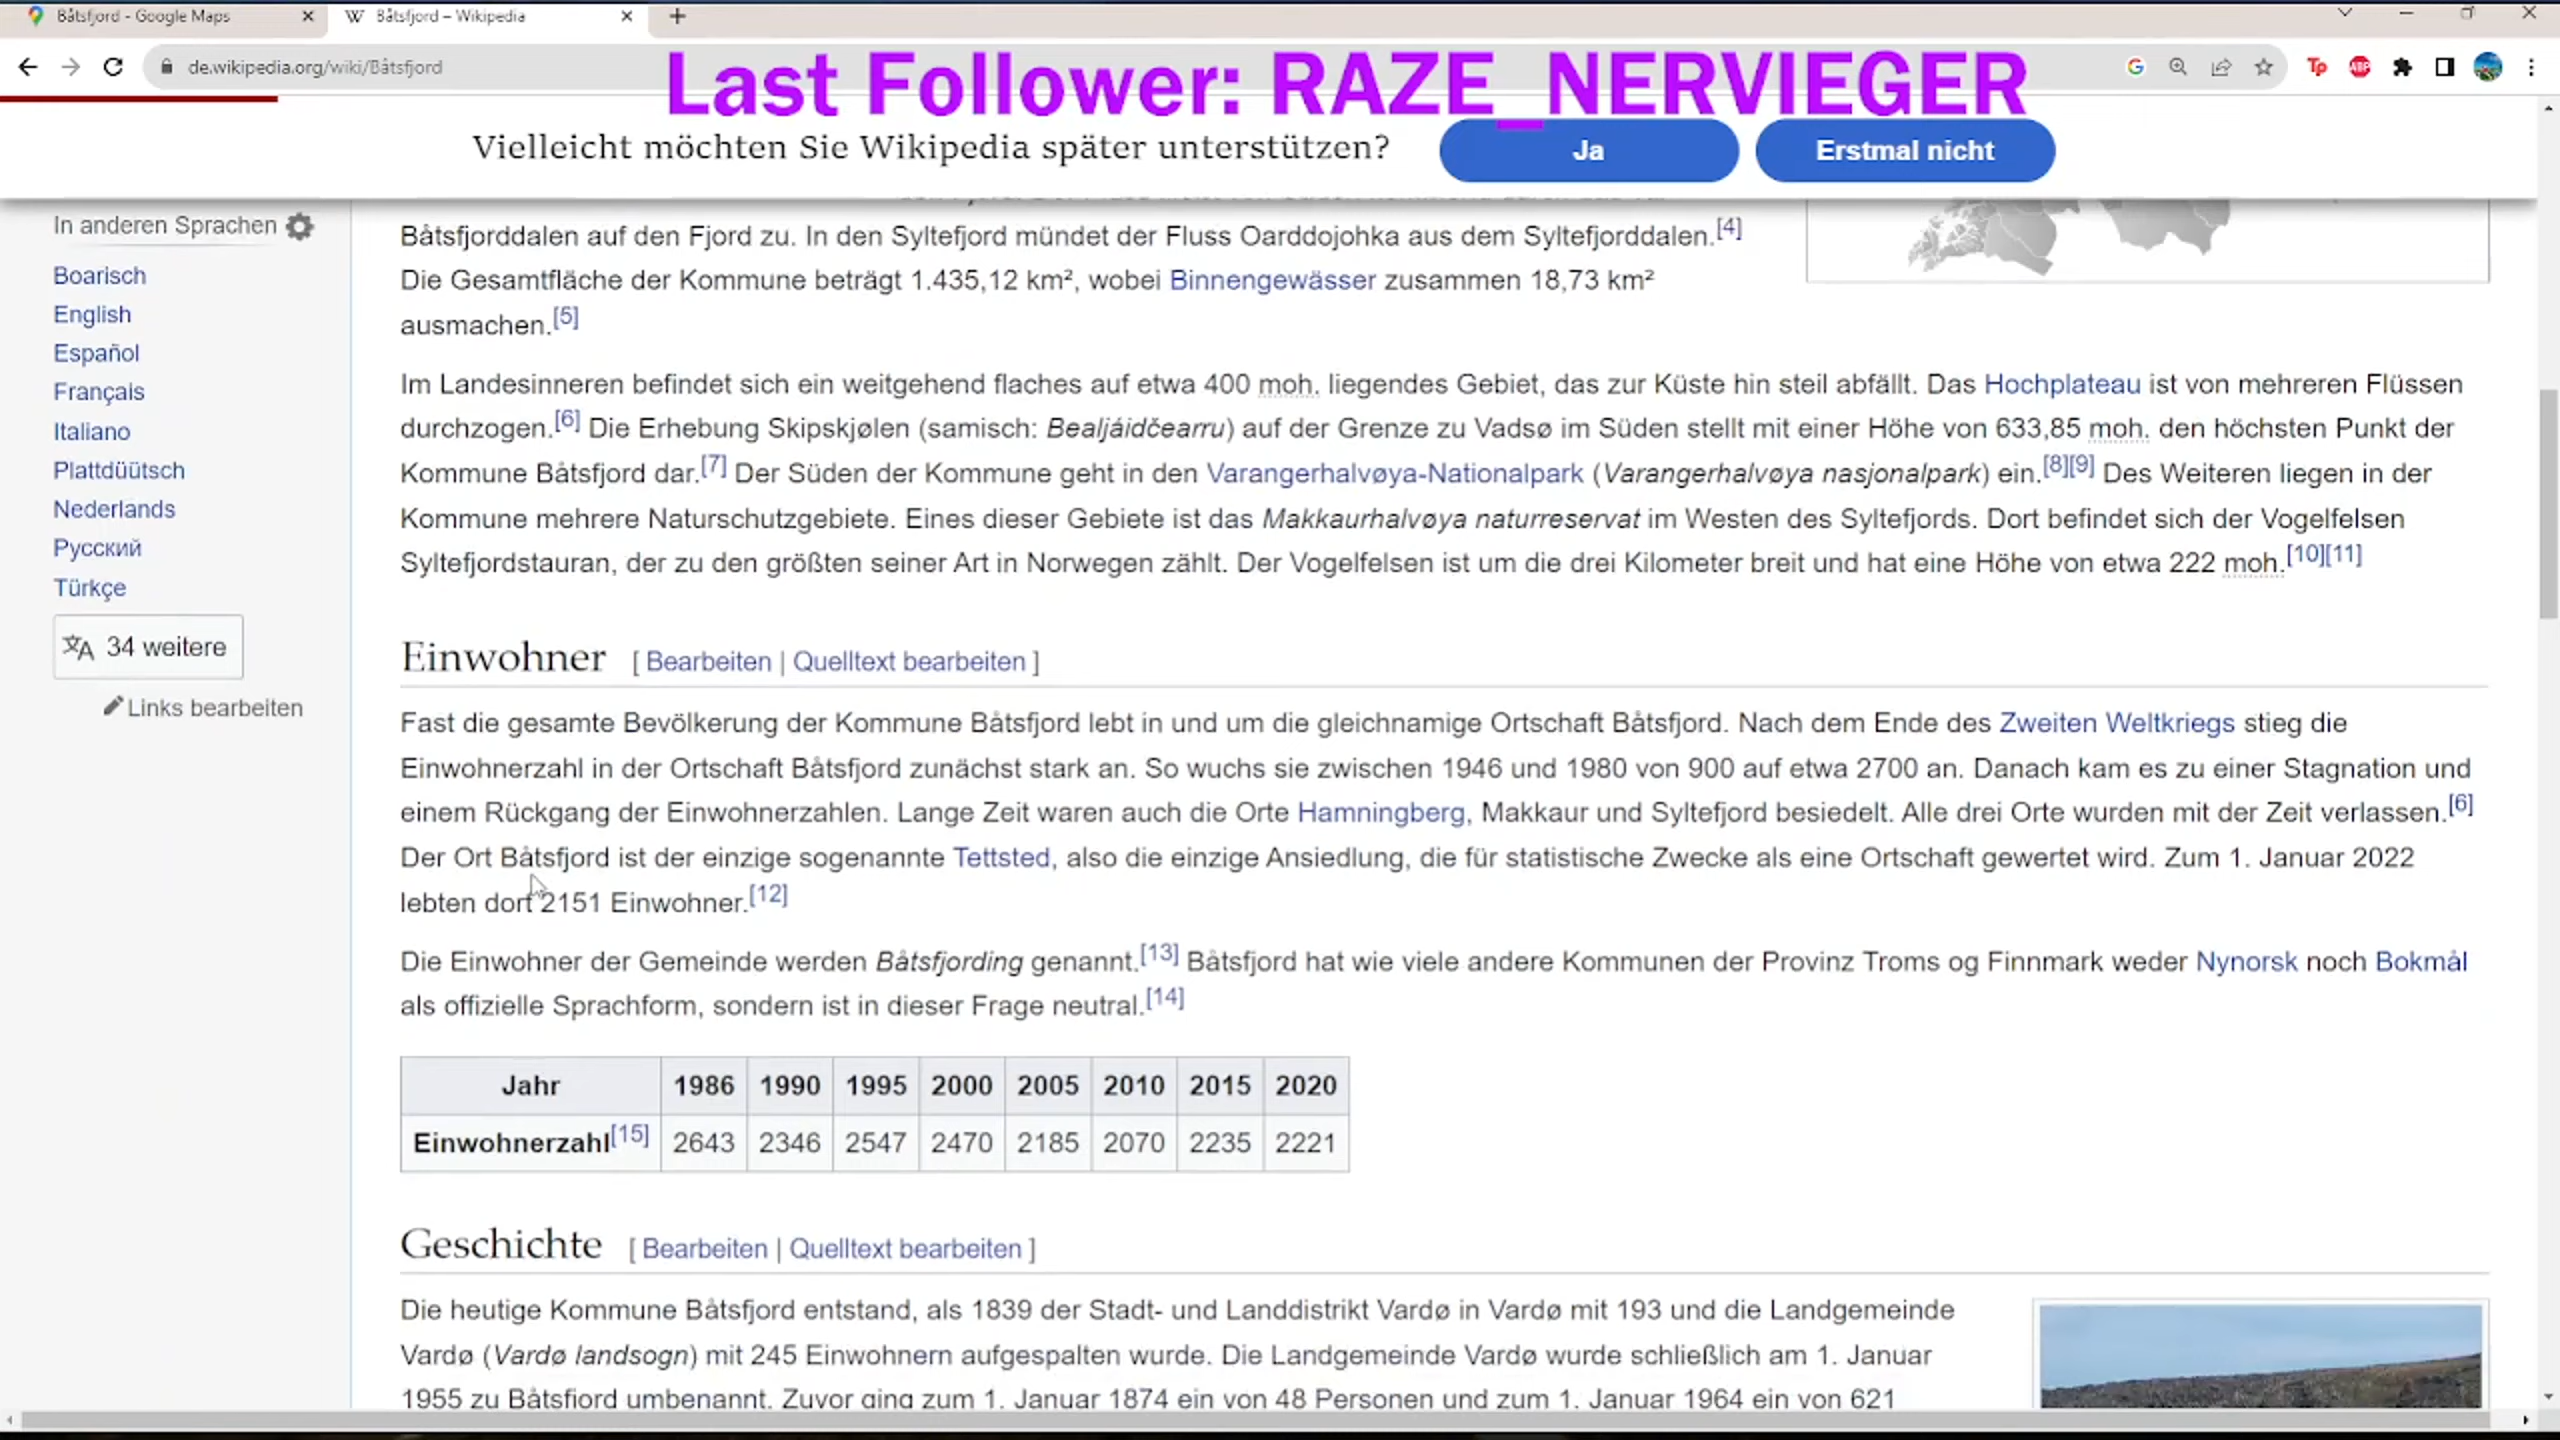 Båtsfjord - Google Maps
Båtsfjord – Wikipedia
de.wikipedia.org/wiki/Båtsfjord
Last Follower: RAZE_NERVIEGER
Vielleicht möchten Sie Wikipedia später unterstützen?
Ja
Erstmal nicht
In anderen Sprachen
Boarisch
English
Español
Français
Italiano
Plattdüütsch
Nederlands
Русский
Türkçe
34 weitere
Links bearbeiten
Båtsfjorddalen auf den Fjord zu. In den Syltefjord mündet der Fluss Oarddojohka aus dem Syltefjorddalen.[4]
Die Gesamtfläche der Kommune beträgt 1.435,12 km², wobei Binnengewässer zusammen 18,73 km²
ausmachen.[5]
Im Landesinneren befindet sich ein weitgehend flaches auf etwa 400 moh. liegendes Gebiet, das zur Küste hin steil abfällt. Das Hochplateau ist von mehreren Flüssen
durchzogen.[6] Die Erhebung Skipskjølen (samisch: Bealjáidčearru) auf der Grenze zu Vadsø im Süden stellt mit einer Höhe von 633,85 moh. den höchsten Punkt der
Kommune Båtsfjord dar.[7] Der Süden der Kommune geht in den Varangerhalvøya-Nationalpark (Varangerhalvøya nasjonalpark) ein.[8][9] Des Weiteren liegen in der
Kommune mehrere Naturschutzgebiete. Eines dieser Gebiete ist das Makkaurhalvøya naturreservat im Westen des Syltefjords. Dort befindet sich der Vogelfelsen
Syltefjordstauran, der zu den größten seiner Art in Norwegen zählt. Der Vogelfelsen ist um die drei Kilometer breit und hat eine Höhe von etwa 222 moh.[10][11]
Einwohner [ Bearbeiten | Quelltext bearbeiten ]
Fast die gesamte Bevölkerung der Kommune Båtsfjord lebt in und um die gleichnamige Ortschaft Båtsfjord. Nach dem Ende des Zweiten Weltkriegs stieg die
Einwohnerzahl in der Ortschaft Båtsfjord zunächst stark an. So wuchs sie zwischen 1946 und 1980 von 900 auf etwa 2700 an. Danach kam es zu einer Stagnation und
einem Rückgang der Einwohnerzahlen. Lange Zeit waren auch die Orte Hamningberg, Makkaur und Syltefjord besiedelt. Alle drei Orte wurden mit der Zeit verlassen.[6]
Der Ort Båtsfjord ist der einzige sogenannte Tettsted, also die einzige Ansiedlung, die für statistische Zwecke als eine Ortschaft gewertet wird. Zum 1. Januar 2022
lebten dort 2151 Einwohner.[12]
Die Einwohner der Gemeinde werden Båtsfjording genannt.[13] Båtsfjord hat wie viele andere Kommunen der Provinz Troms og Finnmark weder Nynorsk noch Bokmål
als offizielle Sprachform, sondern ist in dieser Frage neutral.[14]
Jahr 1986 1990 1995 2000 2005 2010 2015 2020
Einwohnerzahl[15] 2643 2346 2547 2470 2185 2070 2235 2221
Geschichte [ Bearbeiten | Quelltext bearbeiten ]
Die heutige Kommune Båtsfjord entstand, als 1839 der Stadt- und Landdistrikt Vardø in Vardø mit 193 und die Landgemeinde
Vardø (Vardø landsogn) mit 245 Einwohnern aufgespalten wurde. Die Landgemeinde Vardø wurde schließlich am 1. Januar
1955 zu Båtsfjord umbenannt. Zuvor ging zum 1. Januar 1874 ein von 48 Personen und zum 1. Januar 1964 ein von 621